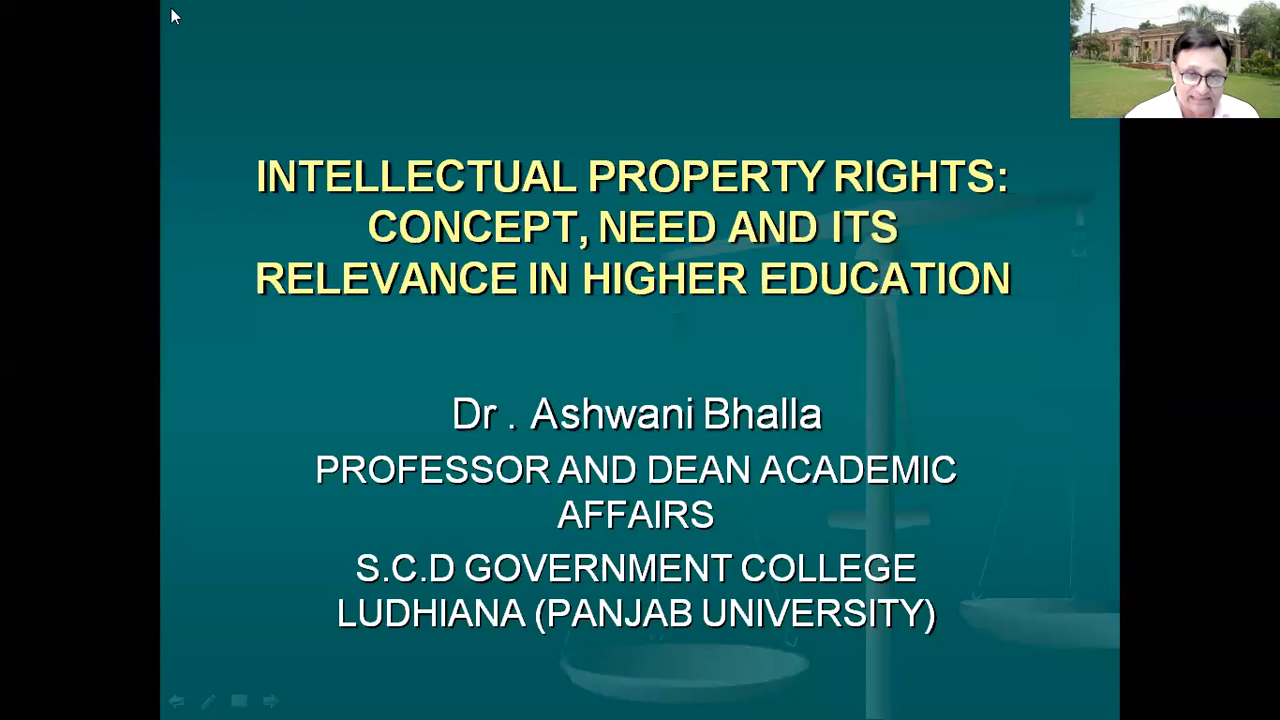 INTELLECTUAL PROPERTY RIGHTS:
CONCEPT, NEED AND ITS
RELEVANCE IN HIGHER EDUCATION
Dr . Ashwani Bhalla
PROFESSOR AND DEAN ACADEMIC
AFFAIRS
S.C.D GOVERNMENT COLLEGE
LUDHIANA (PANJAB UNIVERSITY)